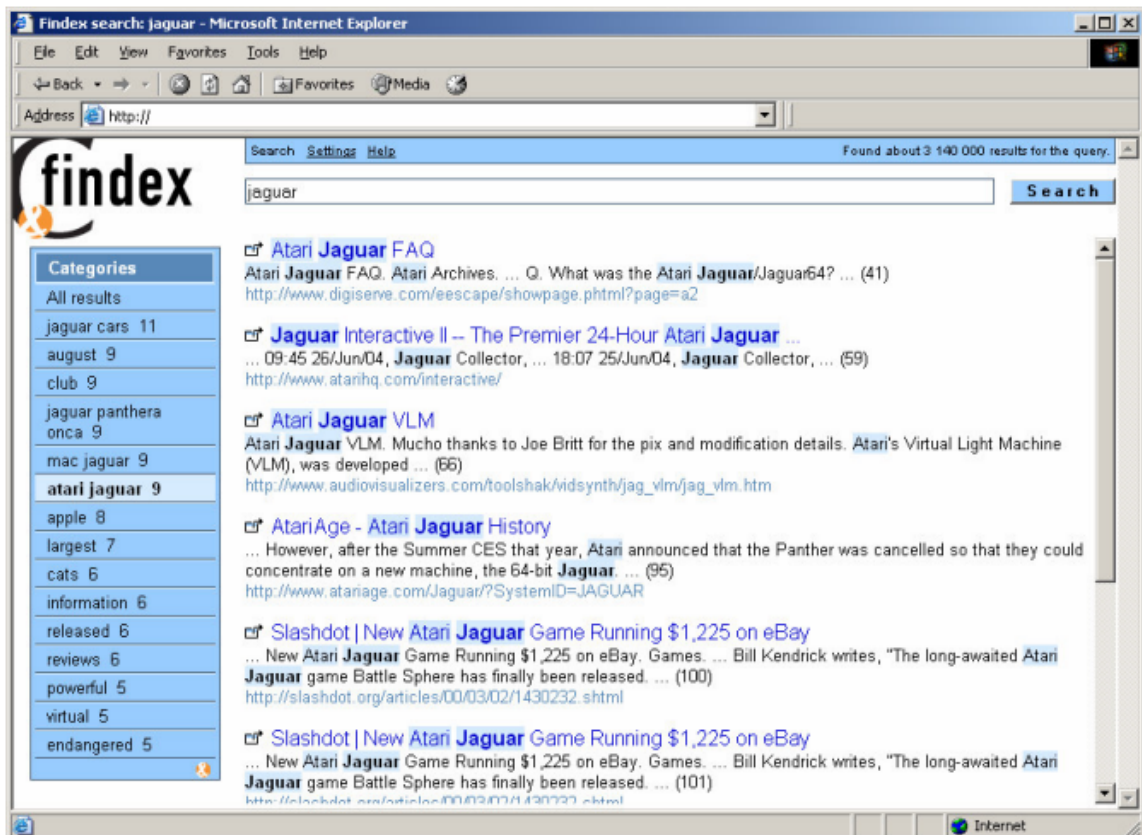 Findex search: jaguar - Microsoft Internet Explorer
File Edit View Favorites Tools Help
Back Favorites Media
Address http://
findex
&
Search Settings Help Found about 3 140 000 results for the query.
jaguar Search
Categories
All results
jaguar cars 11
august 9
club 9
jaguar panthera
onca 9
mac jaguar 9
atari jaguar 9
apple 8
largest 7
cats 6
information 6
released 6
reviews 6
powerful 5
virtual 5
endangered 5
&
Atari Jaguar FAQ
Atari Jaguar FAQ. Atari Archives. ... Q. What was the Atari Jaguar/Jaguar64? ... (41)
http://www.digiserve.com/eescape/showpage.phtml?page=a2
Jaguar Interactive II -- The Premier 24-Hour Atari Jaguar ...
... 09:45 26/Jun/04, Jaguar Collector, ... 18:07 25/Jun/04, Jaguar Collector, ... (59)
http://www.atarihq.com/interactive/
Atari Jaguar VLM
Atari Jaguar VLM. Mucho thanks to Joe Britt for the pix and modification details. Atari's Virtual Light Machine
(VLM), was developed ... (66)
http://www.audiovisualizers.com/toolshak/vidsynth/jag_vlm/jag_vlm.htm
AtariAge - Atari Jaguar History
... However, after the Summer CES that year, Atari announced that the Panther was cancelled so that they could
concentrate on a new machine, the 64-bit Jaguar. ... (95)
http://www.atariage.com/Jaguar/?SystemID=JAGUAR
Slashdot | New Atari Jaguar Game Running $1,225 on eBay
... New Atari Jaguar Game Running $1,225 on eBay. Games. ... Bill Kendrick writes, "The long-awaited Atari
Jaguar game Battle Sphere has finally been released. ... (100)
http://slashdot.org/articles/00/03/02/1430232.shtml
Slashdot | New Atari Jaguar Game Running $1,225 on eBay
... New Atari Jaguar Game Running $1,225 on eBay. Games. ... Bill Kendrick writes, "The long-awaited Atari
Jaguar game Battle Sphere has finally been released. ... (101)
http://slashdot.org/articles/00/03/02/1430232.shtml
Internet